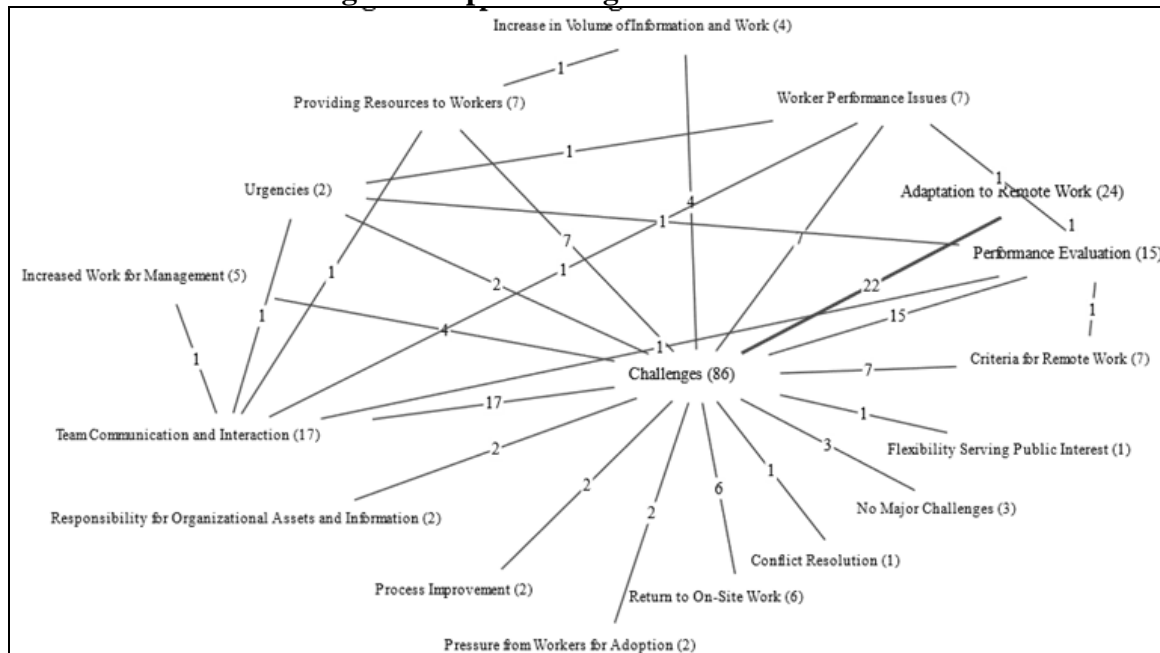 Increase in Volume of Information and Work (4)
1
Providing Resources to Workers (7)
Worker Performance Issues (7)
1
Urgencies (2)
1
Adaptation to Remote Work (24)
4
1
7
1
Performance Evaluation (15)
1
1
Increased Work for Management (5)
2
7
22
1
15
1
4
1
1
Challenges (86)
7
Criteria for Remote Work (7)
17
1
Team Communication and Interaction (17)
2
3
Flexibility Serving Public Interest (1)
2
6
1
No Major Challenges (3)
Responsibility for Organizational Assets and Information (2)
2
Conflict Resolution (1)
Process Improvement (2)
Return to On-Site Work (6)
Pressure from Workers for Adoption (2)